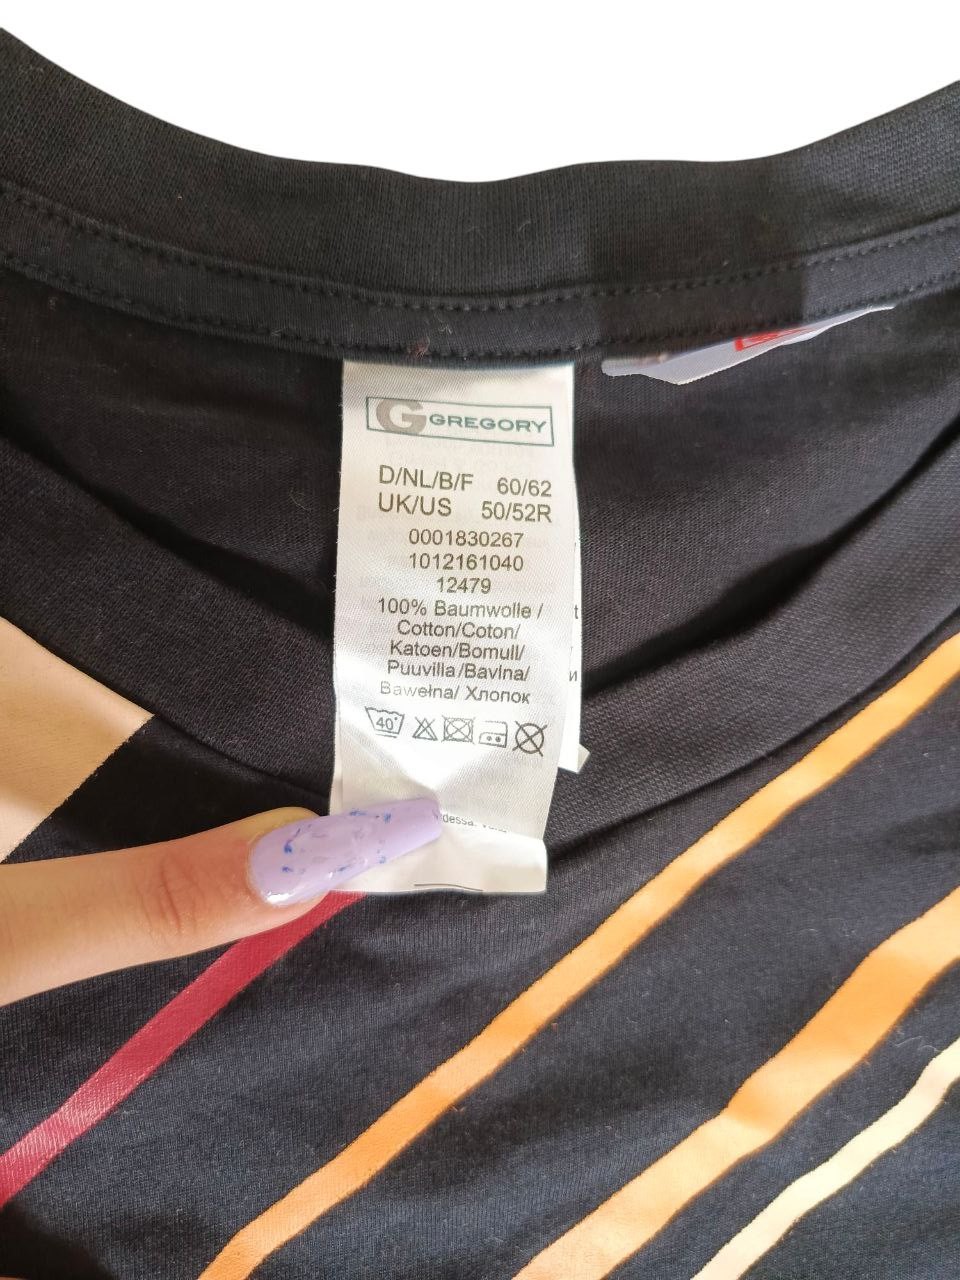 G GREGORY
D/NL/B/F 60/62
UK/US 50/52R
0001830267
1012161040
12479
100% Baumwolle /
Cotton/Coton/
Katoen/Bomull/
Puuvilla/Bavlna/
Bawełna/ Хлопок
40°